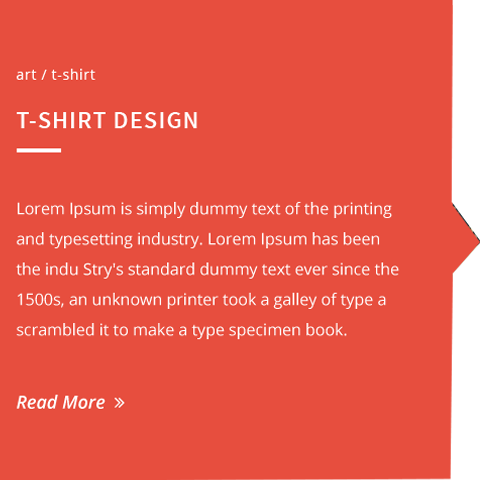 art / t-shirt
T-SHIRT DESIGN
Lorem Ipsum is simply dummy text of the printing
and typesetting industry. Lorem Ipsum has been
the indu Stry's standard dummy text ever since the
1500s, an unknown printer took a galley of type a
scrambled it to make a type specimen book.
Read More »